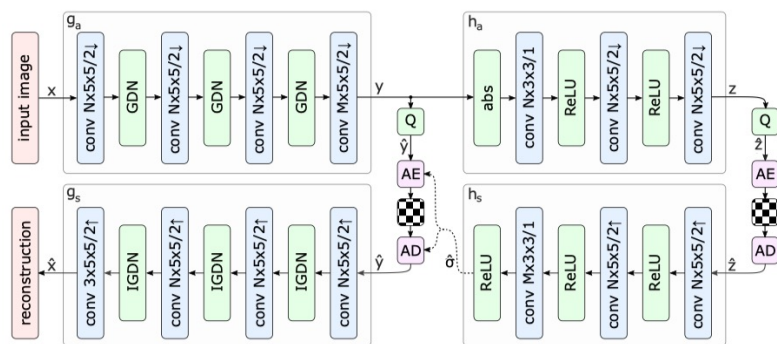 g_a
input image
x
conv Nx5x5/2↓
GDN
conv Nx5x5/2↓
GDN
conv Nx5x5/2↓
GDN
conv Mx5x5/2↓
y
Q
ŷ
AE
AD
ŷ
h_a
abs
conv Nx3x3/1
ReLU
conv Nx5x5/2↓
ReLU
conv Nx5x5/2↓
z
Q
ẑ
AE
AD
ẑ
g_s
reconstruction
x̂
conv 3x5x5/2↑
IGDN
conv Nx5x5/2↑
IGDN
conv Nx5x5/2↑
IGDN
conv Nx5x5/2↑
h_s
σ̂
ReLU
conv Mx3x3/1
ReLU
conv Nx5x5/2↑
ReLU
conv Nx5x5/2↑